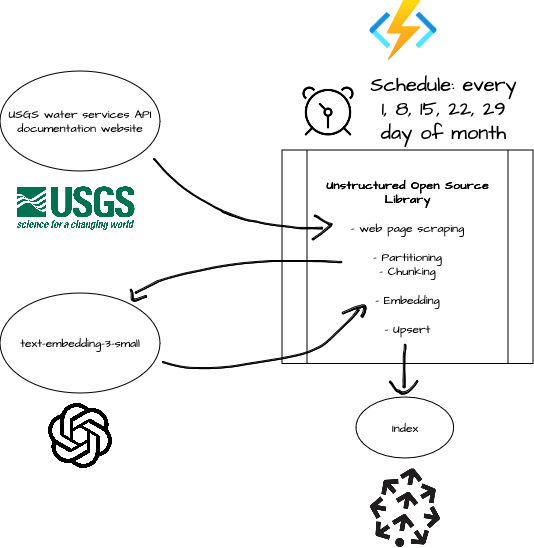 Schedule: every
1, 8, 15, 22, 29
day of month
USGS water services API
documentation website
USGS
science for a changing world
Unstructured Open Source
Library
- web page scraping
- Partitioning
- Chunking
- Embedding
- Upsert
text-embedding-3-small
Index